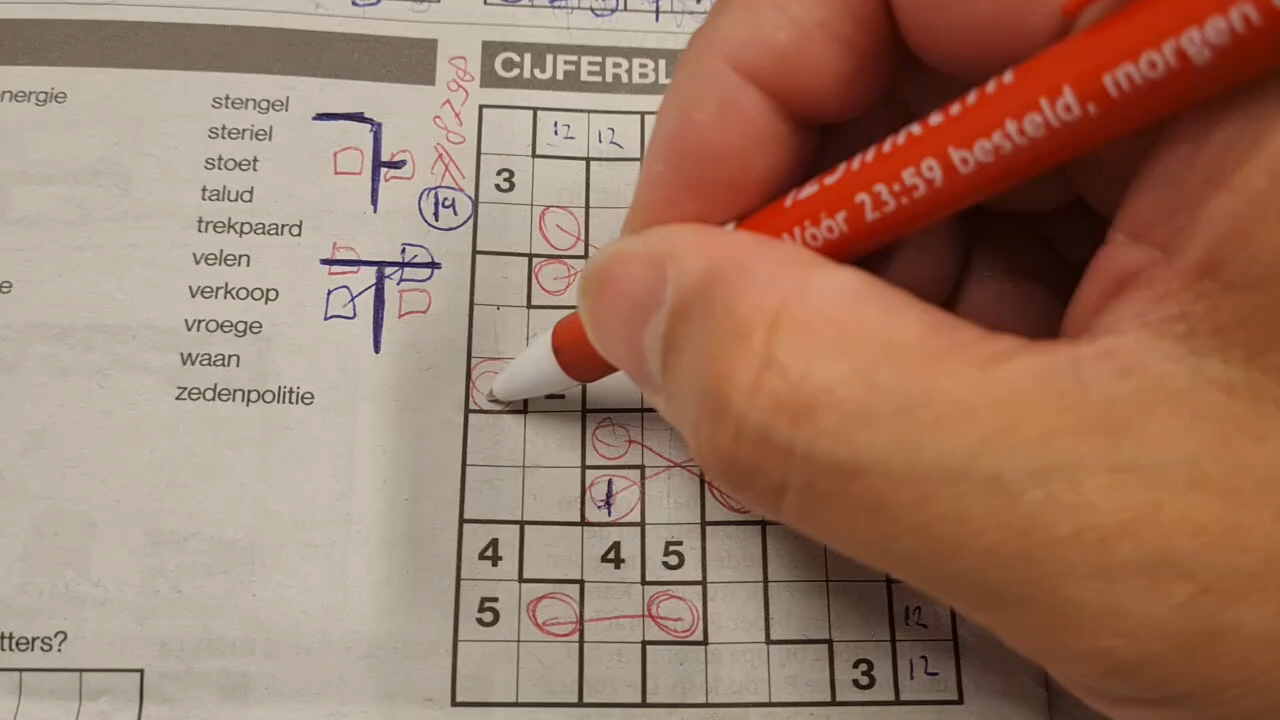 nergie
e
tters?
stengel
steriel
stoet
talud
trekpaard
velen
verkoop
vroege
waan
zedenpolitie
CIJFERBL
19
12 12
3
4 4 5
5 12
3 12
Vóór 23:59 besteld, morgen